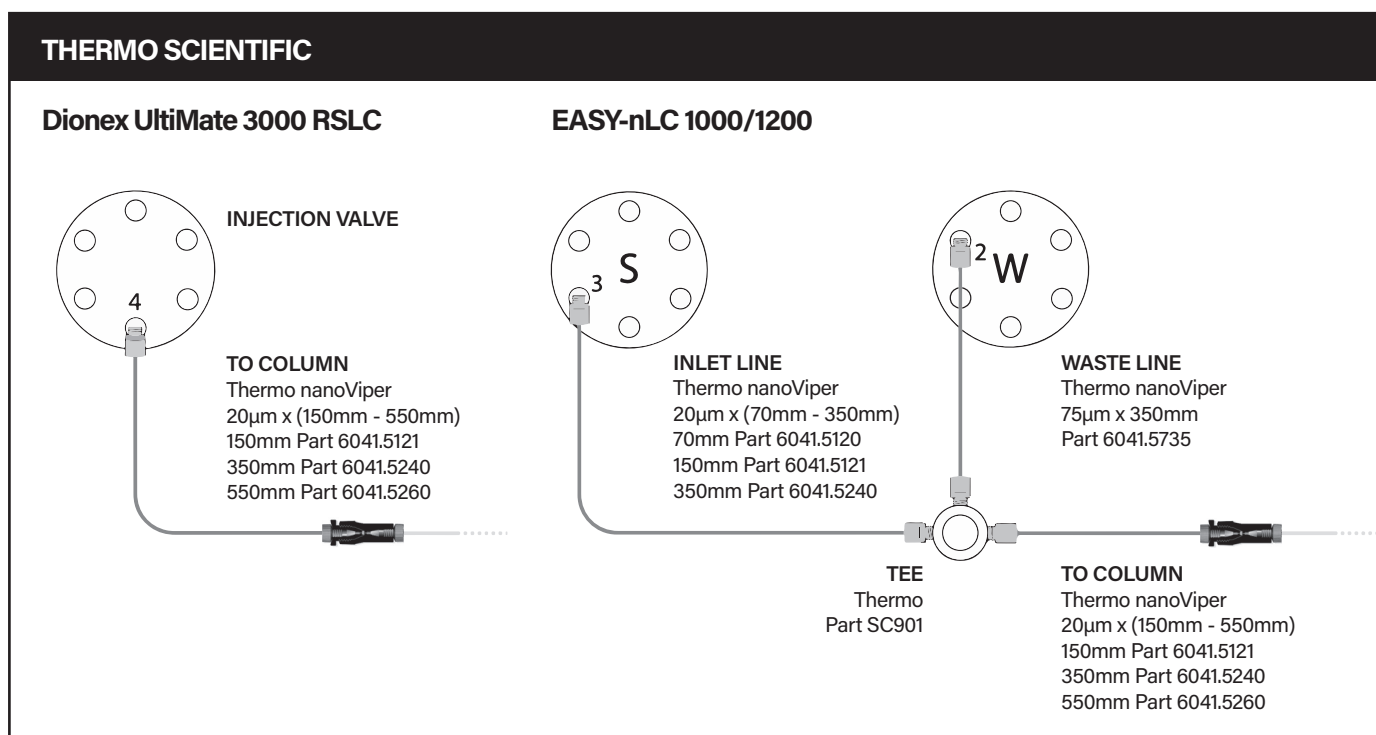 THERMO SCIENTIFIC
Dionex UltiMate 3000 RSLC
INJECTION VALVE
4
TO COLUMN
Thermo nanoViper
20µm x (150mm - 550mm)
150mm Part 6041.5121
350mm Part 6041.5240
550mm Part 6041.5260
EASY-nLC 1000/1200
S
3
INLET LINE
Thermo nanoViper
20µm x (70mm - 350mm)
70mm Part 6041.5120
150mm Part 6041.5121
350mm Part 6041.5240
2
W
WASTE LINE
Thermo nanoViper
75µm x 350mm
Part 6041.5735
TEE
Thermo
Part SC901
TO COLUMN
Thermo nanoViper
20µm x (150mm - 550mm)
150mm Part 6041.5121
350mm Part 6041.5240
550mm Part 6041.5260